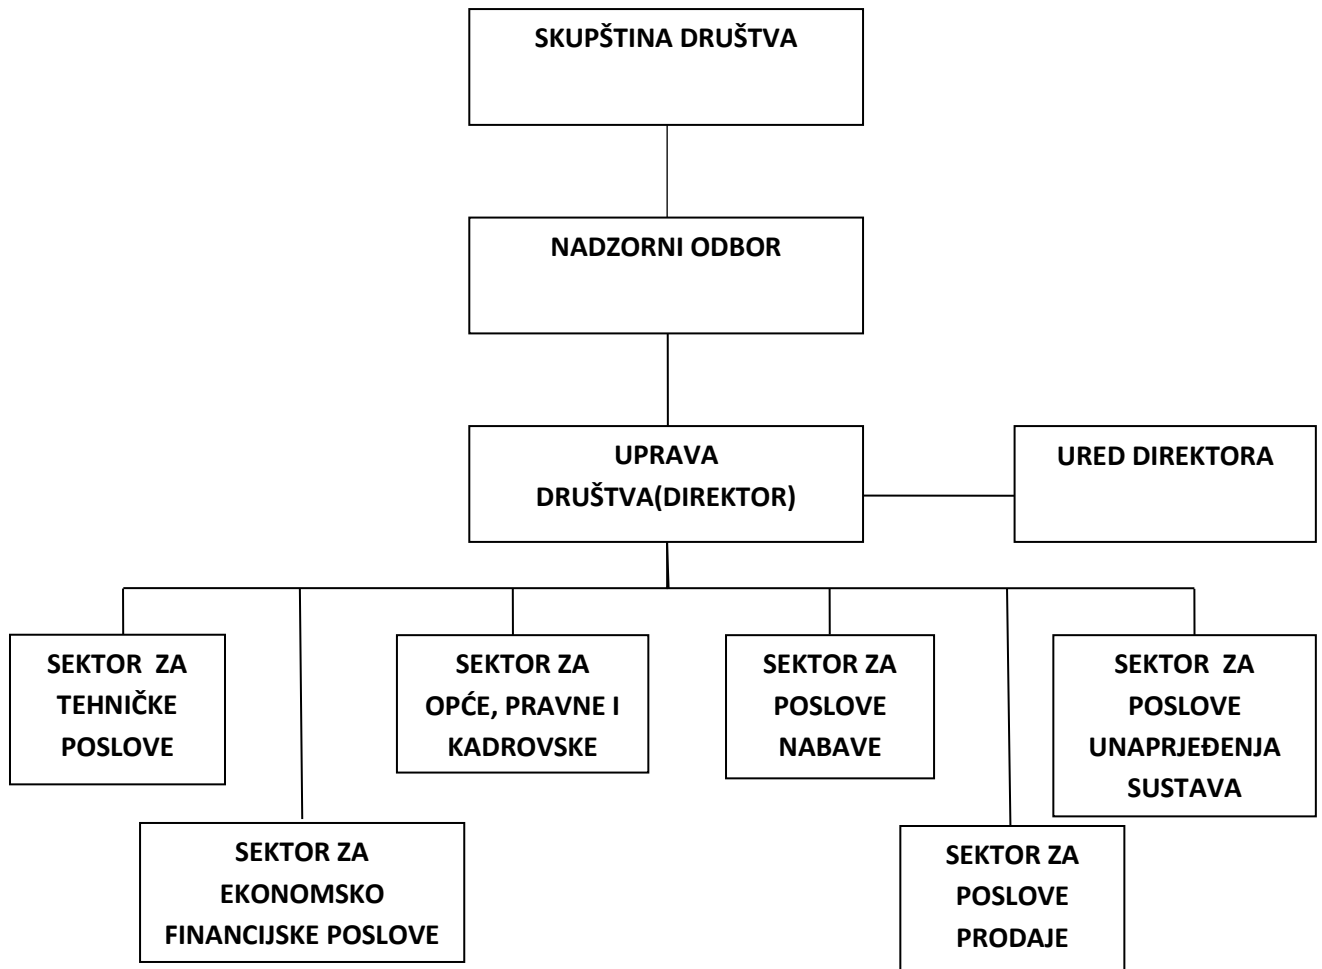 SKUPŠTINA DRUŠTVA
NADZORNI ODBOR
UPRAVA
DRUŠTVA(DIREKTOR)
URED DIREKTORA
SEKTOR ZA
TEHNIČKE
POSLOVE
SEKTOR ZA
OPĆE, PRAVNE I
KADROVSKE
SEKTOR ZA
POSLOVE
NABAVE
SEKTOR ZA
POSLOVE
UNAPRJEĐENJA
SUSTAVA
SEKTOR ZA
EKONOMSKO
FINANCIJSKE POSLOVE
SEKTOR ZA
POSLOVE
PRODAJE